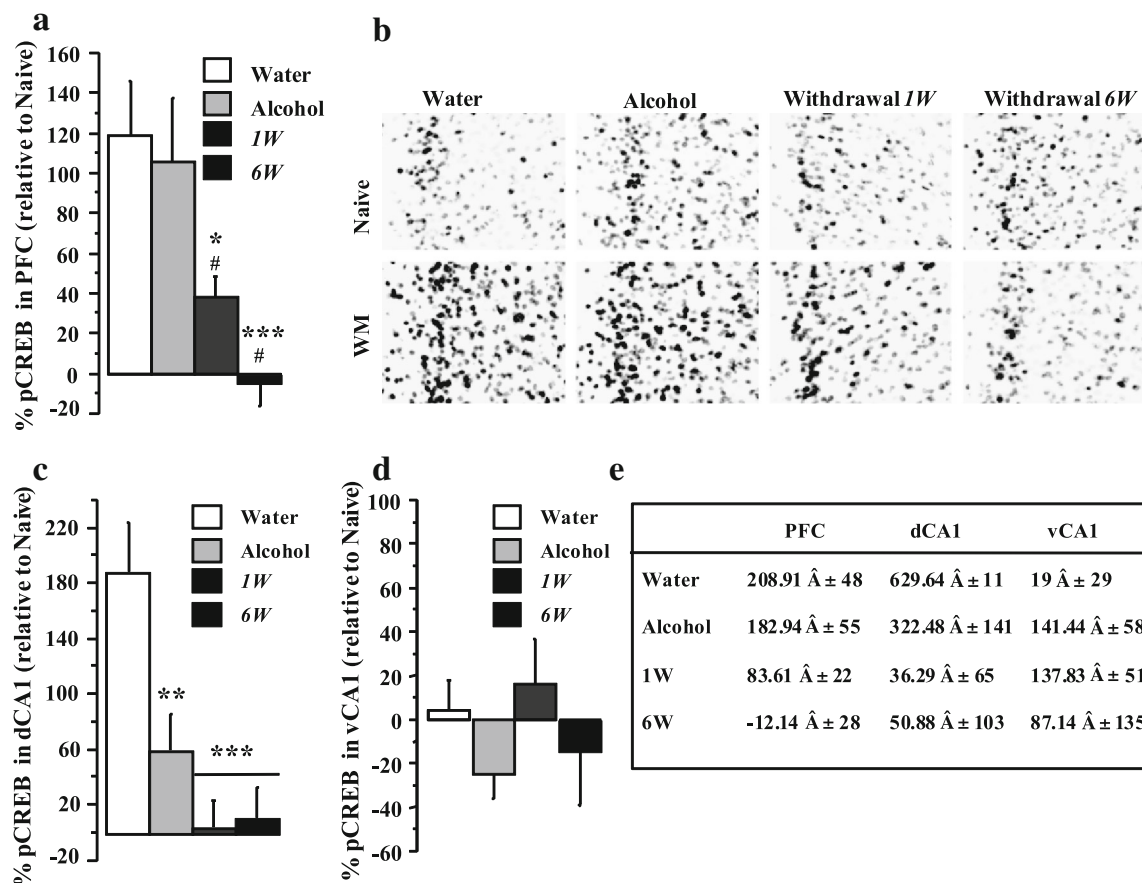 a
% pCREB in PFC (relative to Naive)
160
140
120
100
80
60
40
20
0
-20
Water
Alcohol
1W
6W
*
#
***
#
b
Water Alcohol Withdrawal 1W Withdrawal 6W
Naive
WM
c
% pCREB in dCA1 (relative to Naive)
220
180
140
100
60
20
-20
Water
Alcohol
1W
6W
**
***
d
% pCREB in vCA1 (relative to Naive)
100
80
60
40
20
0
-20
-40
-60
Water
Alcohol
1W
6W
e
PFC dCA1 vCA1
Water 208.91 Â ± 48 629.64 Â ± 11 19 Â ± 29
Alcohol 182.94 Â ± 55 322.48 Â ± 141 141.44 Â ± 58
1W 83.61 Â ± 22 36.29 Â ± 65 137.83 Â ± 51
6W -12.14 Â ± 28 50.88 Â ± 103 87.14 Â ± 135